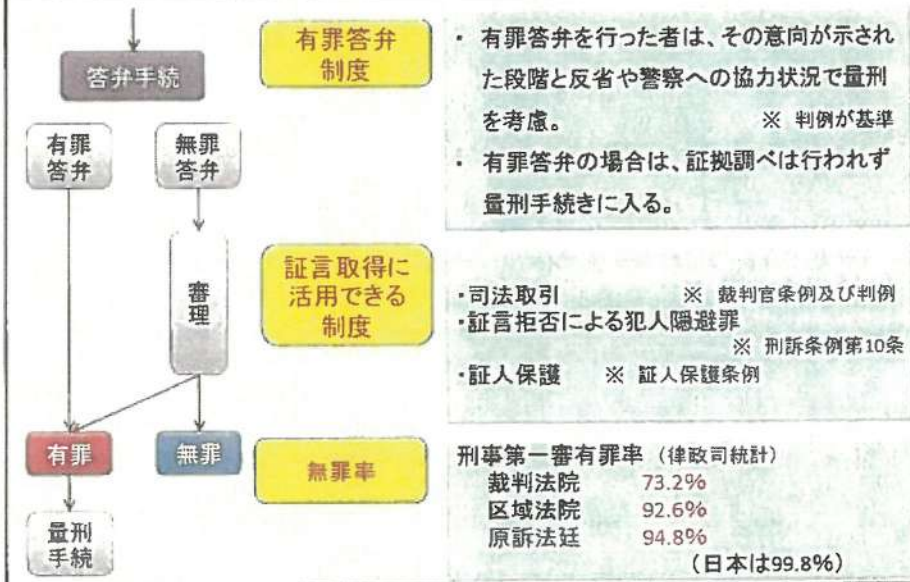 答弁手続
有罪
答弁
無罪
答弁
審理
有罪
無罪
量刑
手続
有罪答弁
制度
・ 有罪答弁を行った者は、その意向が示され
た段階と反省や警察への協力状況で量刑
を考慮。 ※ 判例が基準
・ 有罪答弁の場合は、証拠調べは行われず
量刑手続きに入る。
証言取得に
活用できる
制度
・司法取引 ※ 裁判官条例及び判例
・証言拒否による犯人隠避罪
※ 刑訴条例第10条
・証人保護 ※ 証人保護条例
無罪率
刑事第一審有罪率 (律政司統計)
裁判法院 73.2%
区域法院 92.6%
原訴法廷 94.8%
(日本は99.8%)